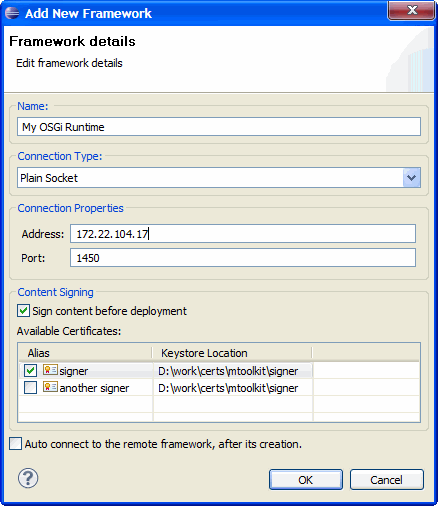 Add New Framework
Framework details
Edit framework details
Name:
My OSGi Runtime
Connection Type:
Plain Socket
Connection Properties
Address: 172.22.104.17
Port: 1450
Content Signing
Sign content before deployment
Available Certificates:
Alias Keystore Location
signer D:\work\certs\mtoolkit\signer
another signer D:\work\certs\mtoolkit\signer
Auto connect to the remote framework, after its creation.
? OK Cancel